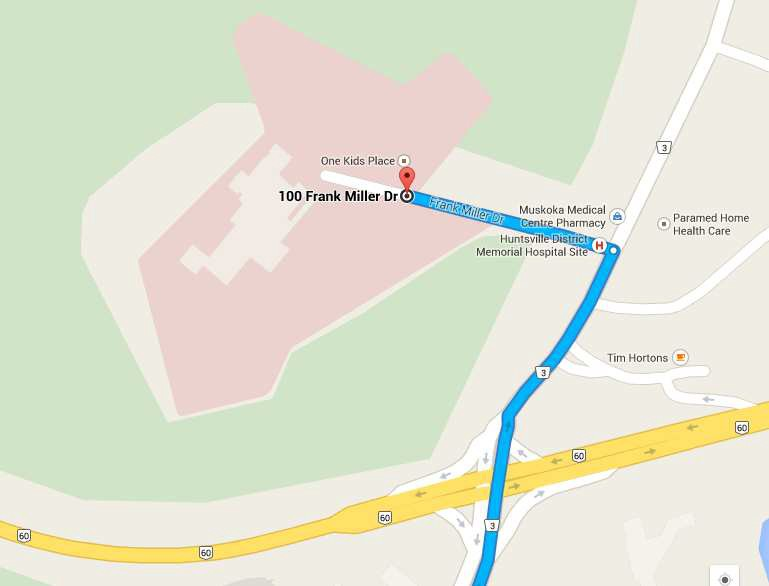 3
One Kids Place
100 Frank Miller Dr
Frank Miller Dr
Muskoka Medical
Centre Pharmacy
Paramed Home
Health Care
Huntsville District
Memorial Hospital Site
H
Tim Hortons
3
60
60
60
3
60
60